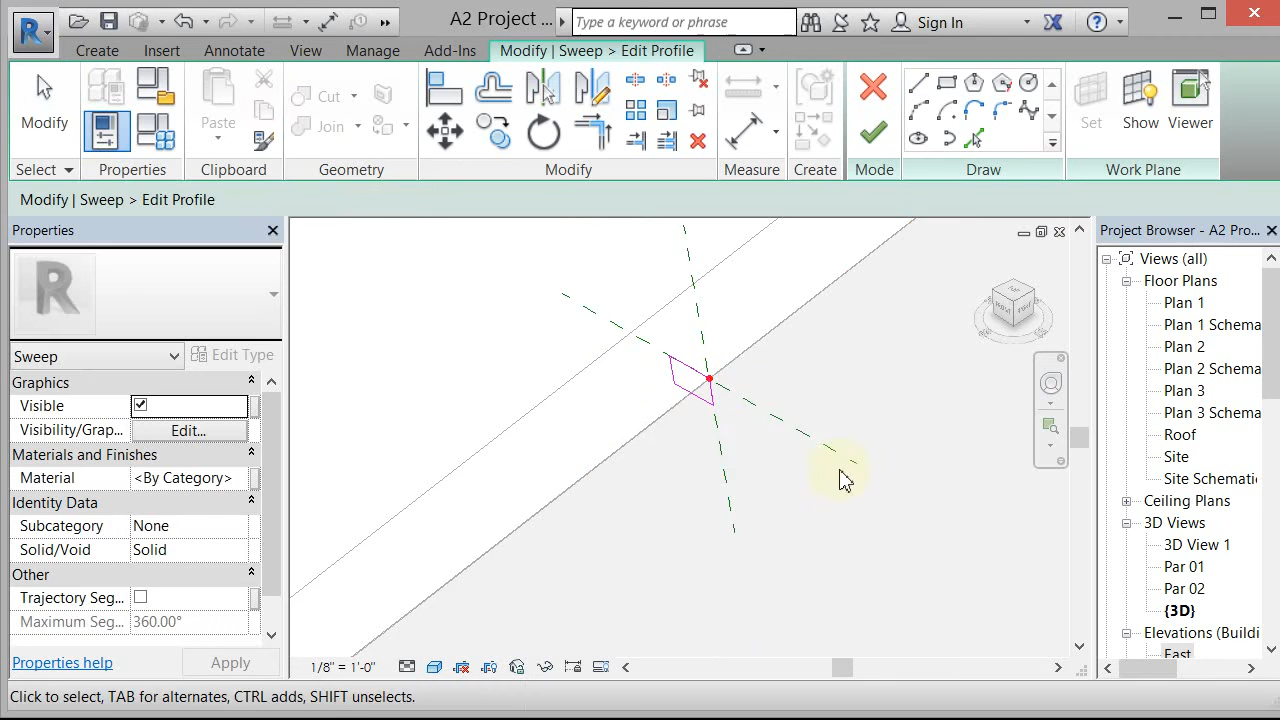 A2 Project ...
Type a keyword or phrase
Sign In
Create
Insert
Annotate
View
Manage
Add-Ins
Modify | Sweep > Edit Profile
Modify
Paste
Cut
Join
Create
Set
Show
Viewer
Select
Properties
Clipboard
Geometry
Modify
Measure
Create
Mode
Draw
Work Plane
Modify | Sweep > Edit Profile
Properties
R
Sweep
Edit Type
Graphics
Visible
Visibility/Grap...
Edit...
Materials and Finishes
Material
<By Category>
Identity Data
Subcategory
None
Solid/Void
Solid
Other
Trajectory Seg...
Maximum Seg...
360.00°
Properties help
Apply
1/8" = 1'-0"
Project Browser - A2 Pro...
Views (all)
Floor Plans
Plan 1
Plan 1 Schema
Plan 2
Plan 2 Schema
Plan 3
Plan 3 Schema
Roof
Site
Site Schemati
Ceiling Plans
3D Views
3D View 1
Par 01
Par 02
{3D}
Elevations (Buildi
East
Click to select, TAB for alternates, CTRL adds, SHIFT unselects.